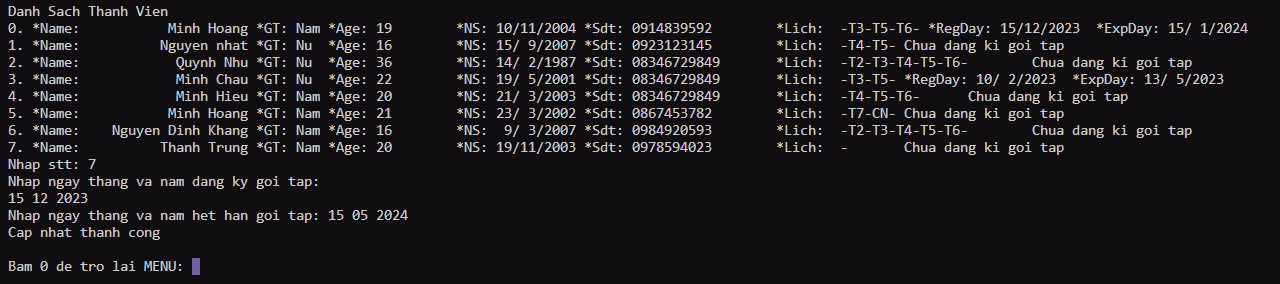 Danh Sach Thanh Vien
0. *Name:           Minh Hoang *GT: Nam *Age: 19        *NS: 10/11/2004 *Sdt: 0914839592        *Lich:  -T3-T5-T6- *RegDay: 15/12/2023  *ExpDay: 15/ 1/2024
1. *Name:          Nguyen nhat *GT: Nu  *Age: 16        *NS: 15/ 9/2007 *Sdt: 0923123145        *Lich:  -T4-T5- Chua dang ki goi tap
2. *Name:            Quynh Nhu *GT: Nu  *Age: 36        *NS: 14/ 2/1987 *Sdt: 08346729849       *Lich:  -T2-T3-T4-T5-T6-        Chua dang ki goi tap
3. *Name:            Minh Chau *GT: Nu  *Age: 22        *NS: 19/ 5/2001 *Sdt: 08346729849       *Lich:  -T3-T5- *RegDay: 10/ 2/2023  *ExpDay: 13/ 5/2023
4. *Name:            Minh Hieu *GT: Nam *Age: 20        *NS: 21/ 3/2003 *Sdt: 08346729849       *Lich:  -T4-T5-T6-      Chua dang ki goi tap
5. *Name:           Minh Hoang *GT: Nam *Age: 21        *NS: 23/ 3/2002 *Sdt: 0867453782        *Lich:  -T7-CN- Chua dang ki goi tap
6. *Name:    Nguyen Dinh Khang *GT: Nam *Age: 16        *NS:  9/ 3/2007 *Sdt: 0984920593        *Lich:  -T2-T3-T4-T5-T6-        Chua dang ki goi tap
7. *Name:          Thanh Trung *GT: Nam *Age: 20        *NS: 19/11/2003 *Sdt: 0978594023        *Lich:  -       Chua dang ki goi tap
Nhap stt: 7
Nhap ngay thang va nam dang ky goi tap:
15 12 2023
Nhap ngay thang va nam het han goi tap: 15 05 2024
Cap nhat thanh cong
Bam 0 de tro lai MENU: